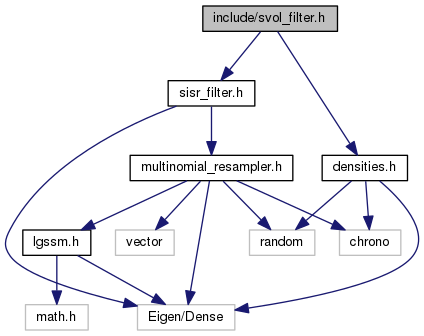 include/svol_filter.h
sisr_filter.h
multinomial_resampler.h
densities.h
lgssm.h
vector
random
chrono
math.h
Eigen/Dense